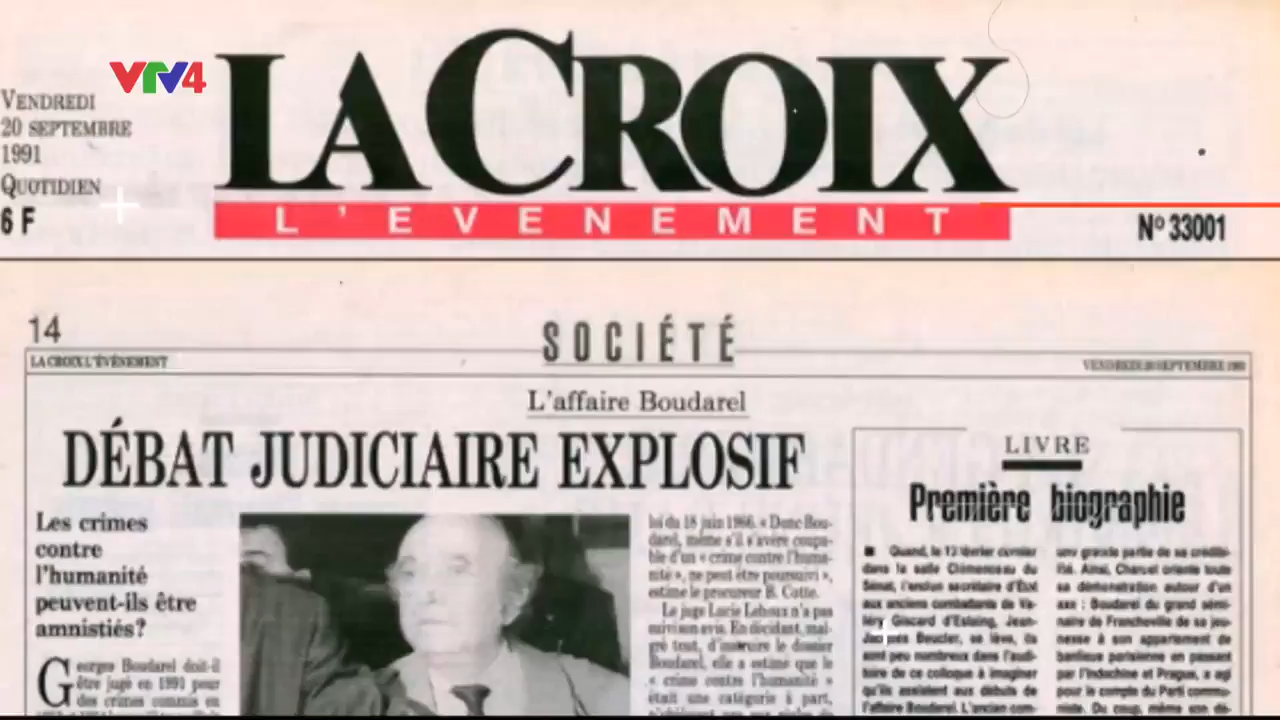 VTV4
VENDREDI
20 SEPTEMBRE
1991
QUOTIDIEN
6 F
LA CROIX
L'EVENEMENT
Nº 33001
14
SOCIÉTÉ
LA CROIX L'ÉVÉNEMENT
VENDREDI 20 SEPTEMBRE 1991
L'affaire Boudarel
DÉBAT JUDICIAIRE EXPLOSIF
Les crimes
contre
l'humanité
peuvent-ils être
amnistiés?
Georges Boudarel doit-il
être jugé en 1991 pour
des crimes commis en
loi du 18 juin 1966. « Donc Bou-
darel, même s'il s'avère coupa-
ble d'un « crime contre l'huma-
nité », ne peut être poursuivi »,
estime le procureur B. Cotte.
Le juge Lucie Leboux n'a pas
suivi son avis. En décidant, mal-
gré tout, d'instruire le dossier
Boudarel, elle a estimé que le
« crime contre l'humanité »
était une catégorie à part,
LIVRE
Première biographie
■ Quand, le 13 février dernier
dans la salle Clémenceau du
Sénat, l'ancien secrétaire d'État
aux anciens combattants de Va-
léry Giscard d'Estaing, Jean-
Jacques Beucler, se lève, ils
sont peu nombreux dans l'audi-
toire de ce colloque à imaginer
qu'ils assistent aux débuts de
l'affaire Boudarel. L'ancien com-
une grande partie de sa crédibi-
lité. Ainsi, Charuel oriente toute
sa démonstration autour d'un
axe : Boudarel du grand sémi-
naire de Francheville de sa jeu-
nesse à son appartement de
banlieue parisienne en passant
par l'Indochine et Prague, a agi
pour le compte du Parti commu-
niste. Du coup, même son dé-